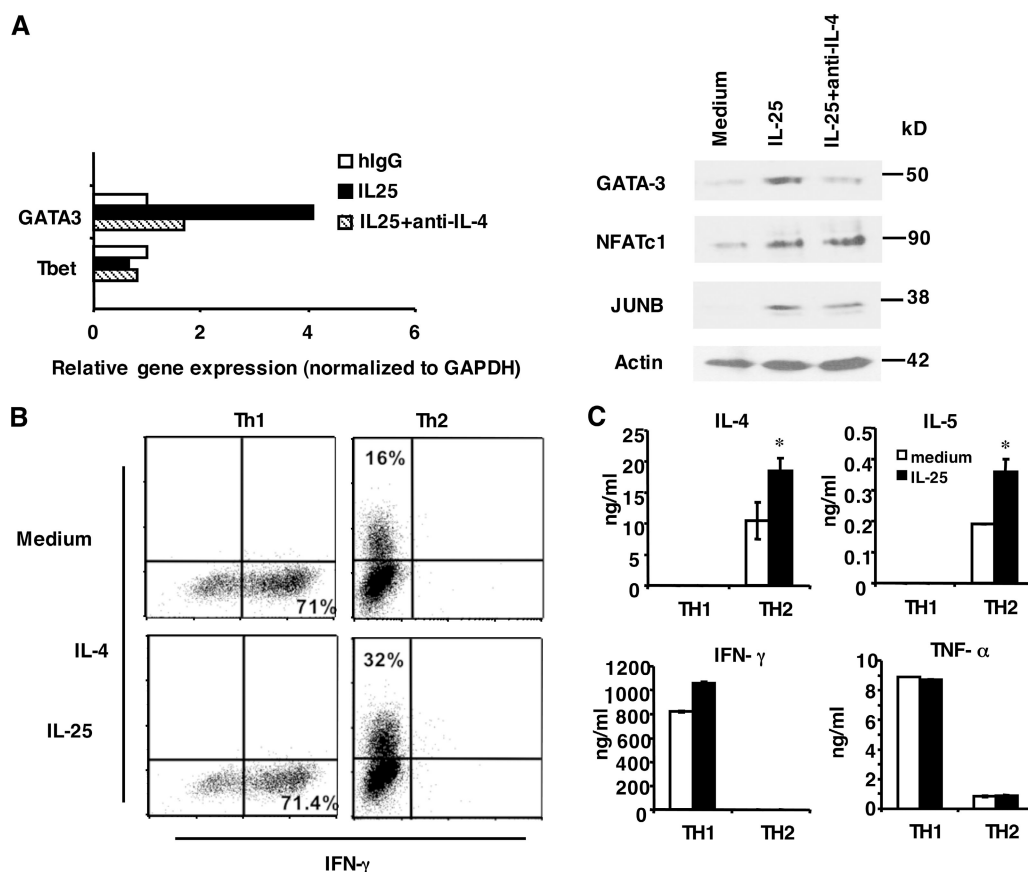 A
hIgG
IL25
IL25+anti-IL-4
GATA3
Tbet
0 2 4 6
Relative gene expression (normalized to GAPDH)
Medium
IL-25
IL-25+anti-IL-4
kD
GATA-3 50
NFATc1 90
JUNB 38
Actin 42
B
Th1 Th2
Medium
IL-4
IL-25
16%
71%
32%
71.4%
IFN-γ
C
IL-4
ng/ml
25
20
15
10
5
0
*
TH1 TH2
IL-5
ng/ml
0.5
0.4
0.3
0.2
0.1
0
medium
IL-25
*
TH1 TH2
IFN- γ
ng/ml
1200
1000
800
600
400
200
0
TH1 TH2
TNF- α
ng/ml
10
8
6
4
2
0
TH1 TH2